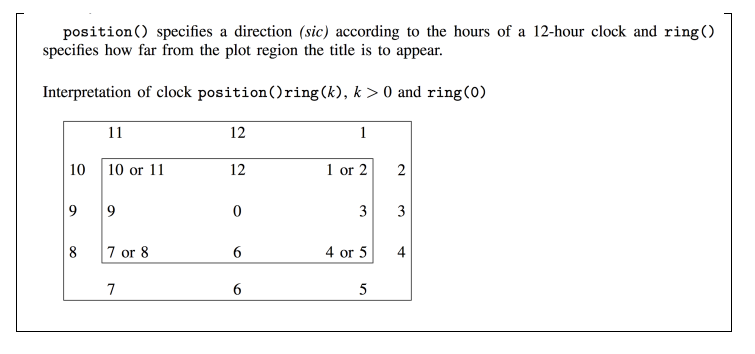 position() specifies a direction (sic) according to the hours of a 12-hour clock and ring()
specifies how far from the plot region the title is to appear.
Interpretation of clock position()ring(k), k > 0 and ring(0)
11 12 1
10 10 or 11 12 1 or 2 2
9 9 0 3 3
8 7 or 8 6 4 or 5 4
7 6 5